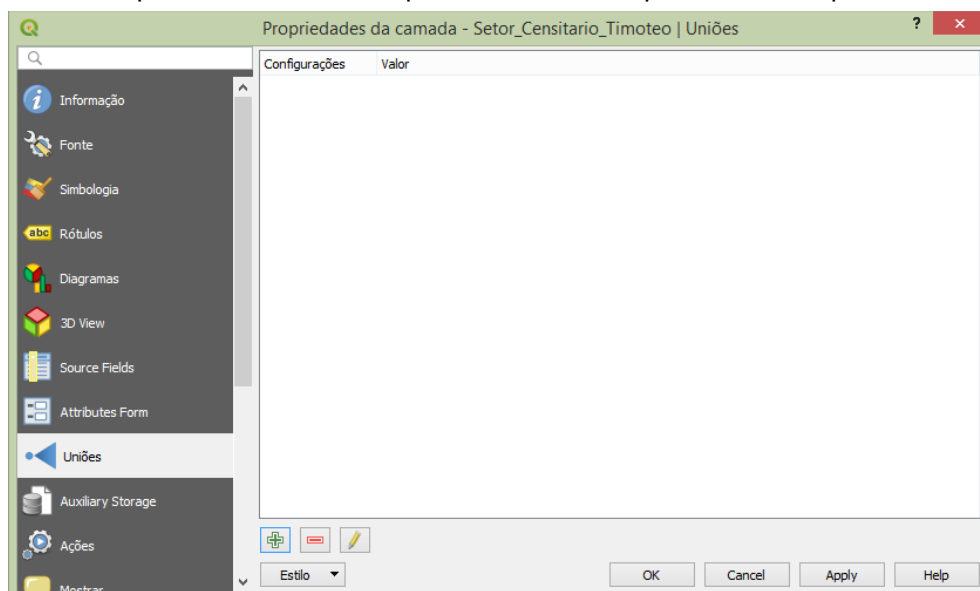 Propriedades da camada - Setor_Censitario_Timoteo | Uniões
?
×
Configurações Valor
Informação
Fonte
Simbologia
abc Rótulos
Diagramas
3D View
Source Fields
Attributes Form
Uniões
Auxiliary Storage
Ações
Mostrar
Estilo
OK Cancel Apply Help